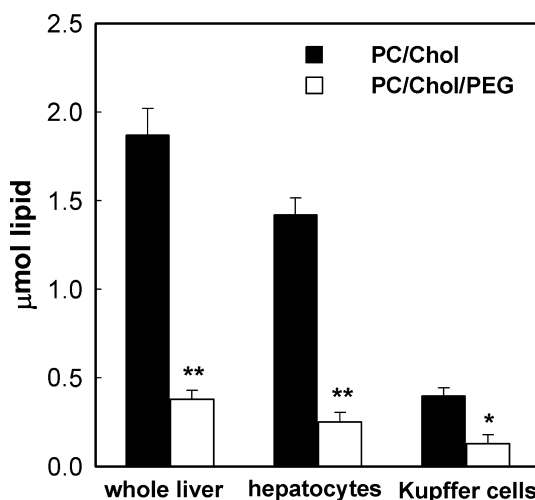 2.5
2.0
1.5
1.0
0.5
0.0
μmol lipid
PC/Chol
PC/Chol/PEG
**
**
*
whole liver hepatocytes Kupffer cells